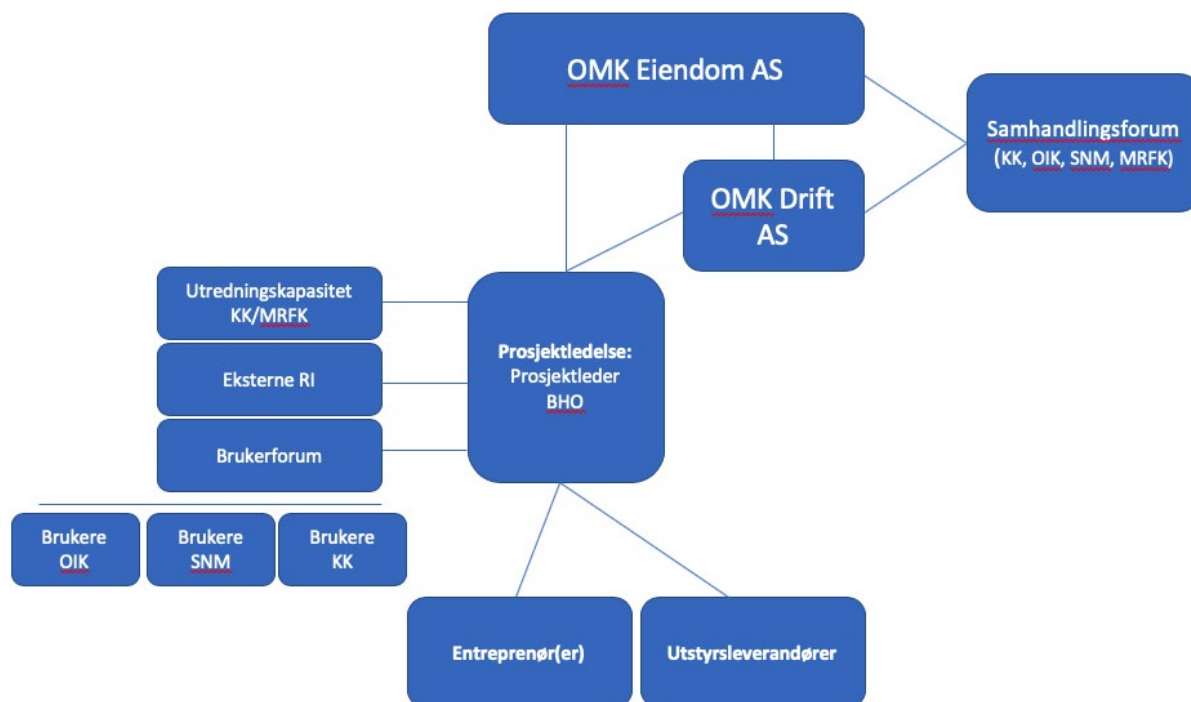 OMK Eiendom AS
Samhandlingsforum
(KK, OIK, SNM, MRFK)
OMK Drift
AS
Utredningskapasitet
KK/MRFK
Eksterne RI
Brukerforum
Prosjektledelse:
Prosjektleder
BHO
Brukere
OIK
Brukere
SNM
Brukere
KK
Entreprenør(er)
Utstyrsleverandører